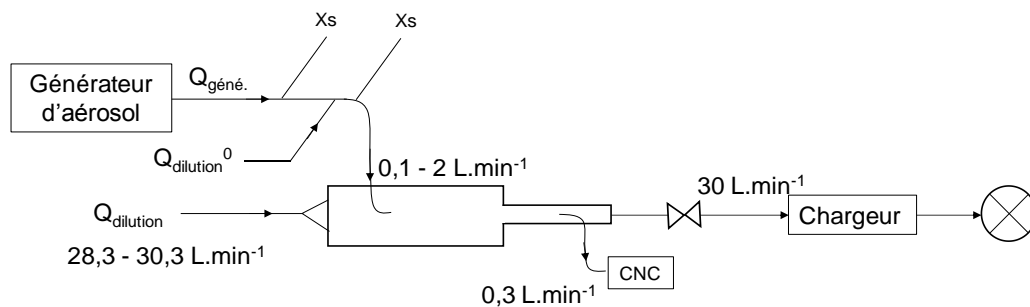 Xs
Xs
Générateur
d'aérosol
Qgéné.
Qdilution⁰
0,1 - 2 L.min⁻¹
30 L.min⁻¹
Qdilution
Chargeur
28,3 - 30,3 L.min⁻¹
CNC
0,3 L.min⁻¹